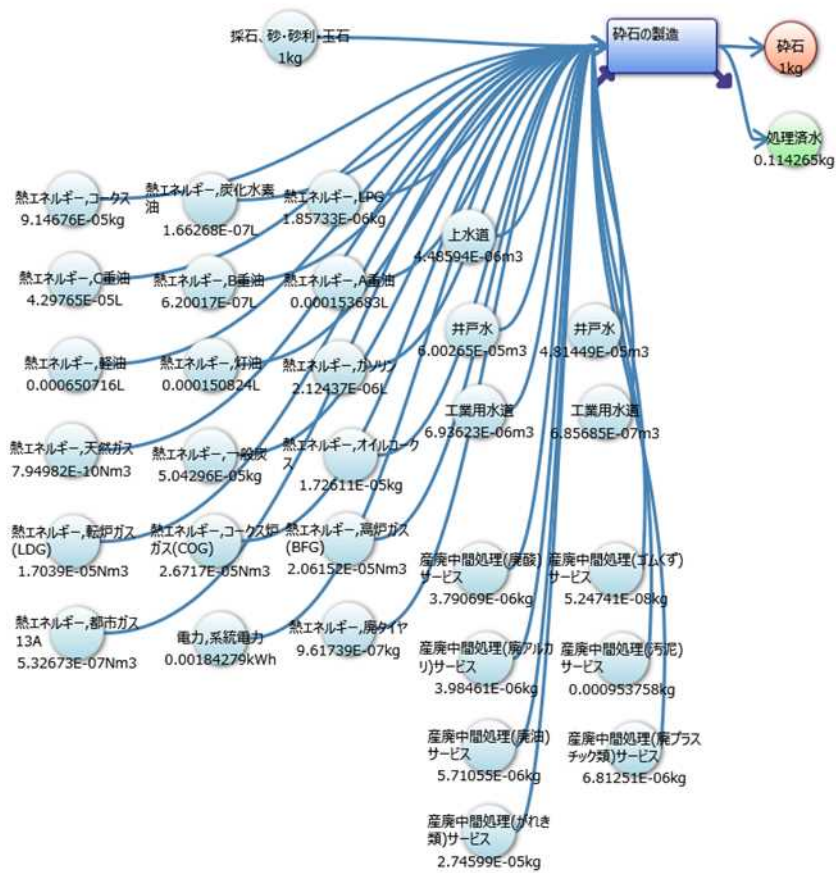 採石、砂・砂利・玉石
1kg
砕石の製造
砕石
1kg
処理済水
0.114265kg
熱エネルギー,コークス
9.14676E-05kg
熱エネルギー,炭化水素
油
1.66268E-07L
熱エネルギー,LPG
1.85733E-06kg
上水道
4.48594E-06m3
熱エネルギー,C重油
4.29765E-05L
熱エネルギー,B重油
6.20017E-07L
熱エネルギー,A重油
0.000153683L
井戸水
6.00265E-05m3
井戸水
4.81449E-05m3
熱エネルギー,軽油
0.000650716L
熱エネルギー,灯油
0.000150824L
熱エネルギー,ガソリン
2.12437E-06L
工業用水道
6.93623E-06m3
工業用水道
6.85685E-07m3
熱エネルギー,天然ガス
7.94982E-10Nm3
熱エネルギー,一般炭
5.04296E-05kg
熱エネルギー,オイルコーク
ス
1.72611E-05kg
熱エネルギー,転炉ガス
(LDG)
1.7039E-05Nm3
熱エネルギー,コークス炉
ガス(COG)
2.6717E-05Nm3
熱エネルギー,高炉ガス
(BFG)
2.06152E-05Nm3
産廃中間処理(廃酸)
サービス
3.79069E-06kg
産廃中間処理(ゴムくず)
サービス
5.24741E-08kg
熱エネルギー,都市ガス
13A
5.32673E-07Nm3
電力,系統電力
0.00184279kWh
熱エネルギー,廃タイヤ
9.61739E-07kg
産廃中間処理(廃アルカ
リ)サービス
3.98461E-06kg
産廃中間処理(汚泥)
サービス
0.000953758kg
産廃中間処理(廃油)
サービス
5.71055E-06kg
産廃中間処理(廃プラス
チック類)サービス
6.81251E-06kg
産廃中間処理(がれき
類)サービス
2.74599E-05kg